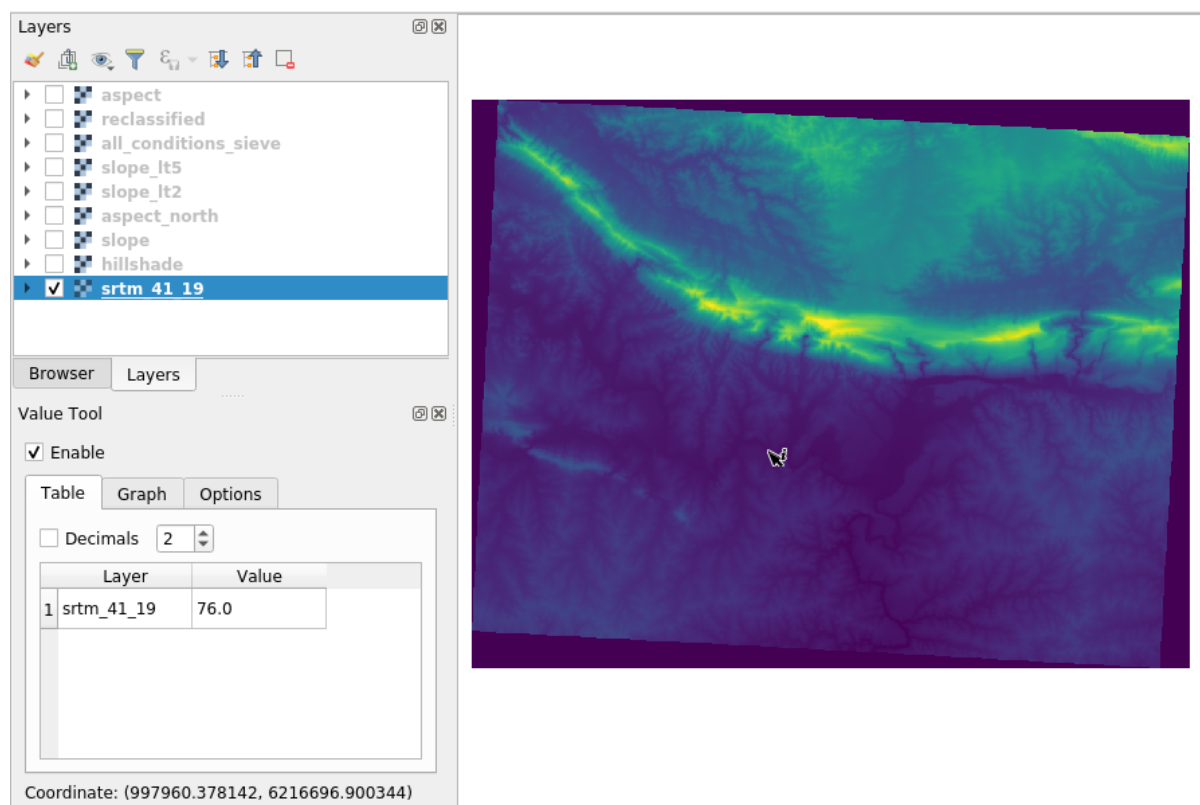 Layers
aspect
reclassified
all_conditions_sieve
slope_lt5
slope_lt2
aspect_north
slope
hillshade
srtm_41_19
Browser Layers
Value Tool
Enable
Table Graph Options
Decimals 2
Layer Value
1 srtm_41_19 76.0
Coordinate: (997960.378142, 6216696.900344)